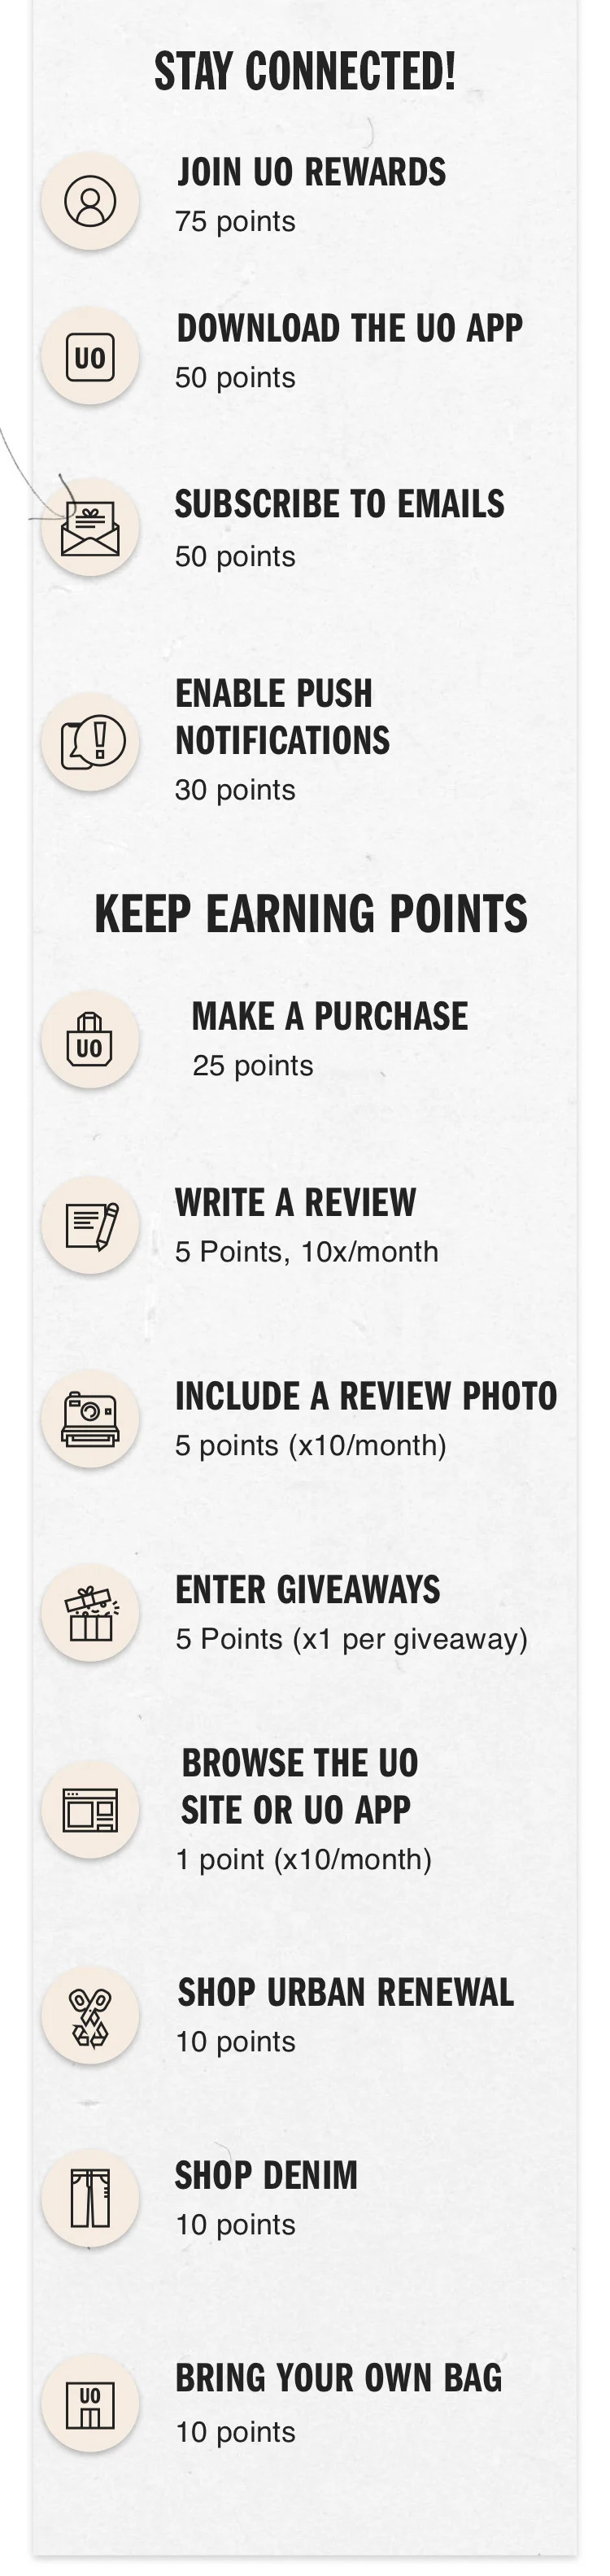 STAY CONNECTED!
JOIN UO REWARDS
75 points
UO
DOWNLOAD THE UO APP
50 points
SUBSCRIBE TO EMAILS
50 points
ENABLE PUSH
NOTIFICATIONS
30 points
KEEP EARNING POINTS
UO
MAKE A PURCHASE
25 points
WRITE A REVIEW
5 Points, 10x/month
INCLUDE A REVIEW PHOTO
5 points (x10/month)
ENTER GIVEAWAYS
5 Points (x1 per giveaway)
BROWSE THE UO
SITE OR UO APP
1 point (x10/month)
SHOP URBAN RENEWAL
10 points
SHOP DENIM
10 points
UO
BRING YOUR OWN BAG
10 points